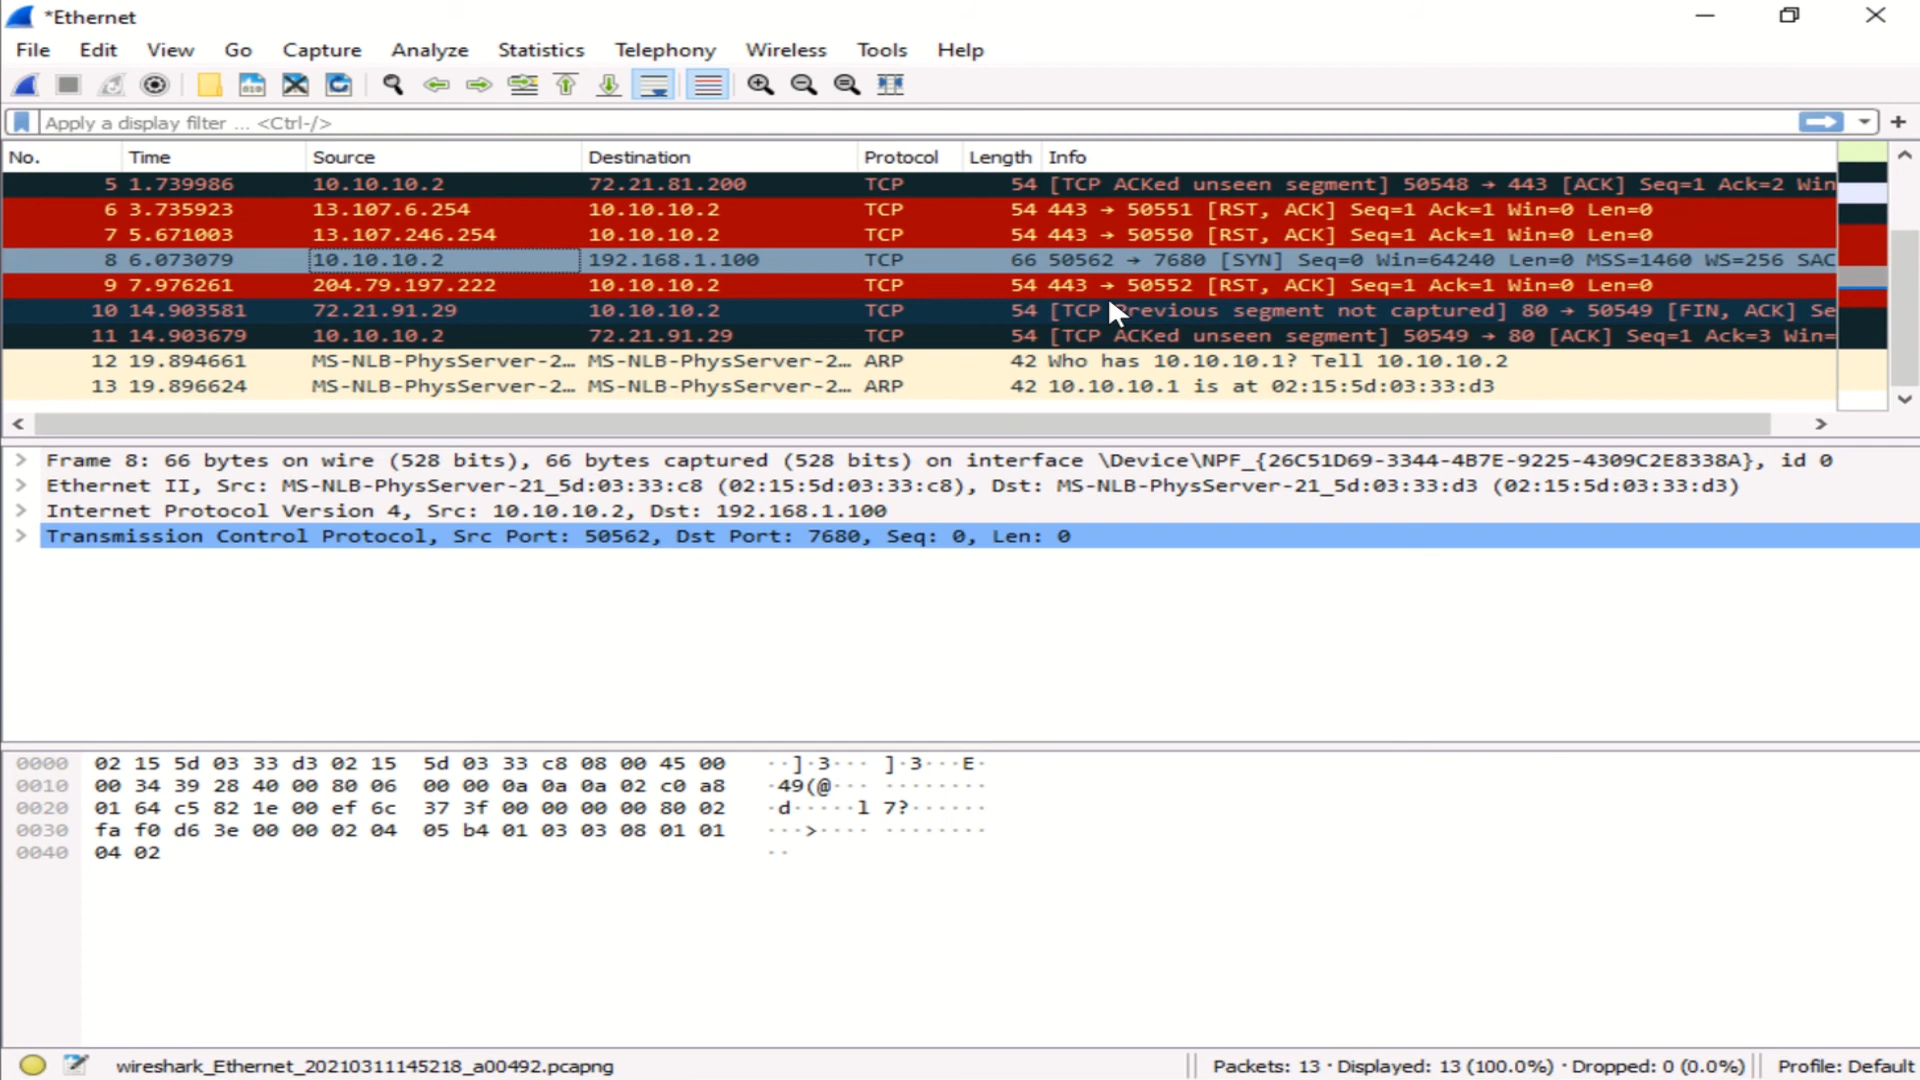 *Ethernet
File Edit View Go Capture Analyze Statistics Telephony Wireless Tools Help
Apply a display filter ... <Ctrl-/>
No. Time Source Destination Protocol Length Info
5 1.739986 10.10.10.2 72.21.81.200 TCP 54 [TCP ACKed unseen segment] 50548 → 443 [ACK] Seq=1 Ack=2 Win
6 3.735923 13.107.6.254 10.10.10.2 TCP 54 443 → 50551 [RST, ACK] Seq=1 Ack=1 Win=0 Len=0
7 5.671003 13.107.246.254 10.10.10.2 TCP 54 443 → 50550 [RST, ACK] Seq=1 Ack=1 Win=0 Len=0
8 6.073079 10.10.10.2 192.168.1.100 TCP 66 50562 → 7680 [SYN] Seq=0 Win=64240 Len=0 MSS=1460 WS=256 SAC
9 7.976261 204.79.197.222 10.10.10.2 TCP 54 443 → 50552 [RST, ACK] Seq=1 Ack=1 Win=0 Len=0
10 14.903581 72.21.91.29 10.10.10.2 TCP 54 [TCP Previous segment not captured] 80 → 50549 [FIN, ACK] Se
11 14.903679 10.10.10.2 72.21.91.29 TCP 54 [TCP ACKed unseen segment] 50549 → 80 [ACK] Seq=1 Ack=3 Win=
12 19.894661 MS-NLB-PhysServer-2… MS-NLB-PhysServer-2… ARP 42 Who has 10.10.10.1? Tell 10.10.10.2
13 19.896624 MS-NLB-PhysServer-2… MS-NLB-PhysServer-2… ARP 42 10.10.10.1 is at 02:15:5d:03:33:d3
Frame 8: 66 bytes on wire (528 bits), 66 bytes captured (528 bits) on interface \Device\NPF_{26C51D69-3344-4B7E-9225-4309C2E8338A}, id 0
Ethernet II, Src: MS-NLB-PhysServer-21_5d:03:33:c8 (02:15:5d:03:33:c8), Dst: MS-NLB-PhysServer-21_5d:03:33:d3 (02:15:5d:03:33:d3)
Internet Protocol Version 4, Src: 10.10.10.2, Dst: 192.168.1.100
Transmission Control Protocol, Src Port: 50562, Dst Port: 7680, Seq: 0, Len: 0
0000 02 15 5d 03 33 d3 02 15 5d 03 33 c8 08 00 45 00 ··]·3··· ]·3···E·
0010 00 34 39 28 40 00 80 06 00 00 0a 0a 0a 02 c0 a8 ·49(@··· ········
0020 01 64 c5 82 1e 00 ef 6c 37 3f 00 00 00 00 80 02 ·d·····l 7?······
0030 fa f0 d6 3e 00 00 02 04 05 b4 01 03 03 08 01 01 ···>···· ········
0040 04 02 ··
wireshark_Ethernet_20210311145218_a00492.pcapng Packets: 13 · Displayed: 13 (100.0%) · Dropped: 0 (0.0%) Profile: Default